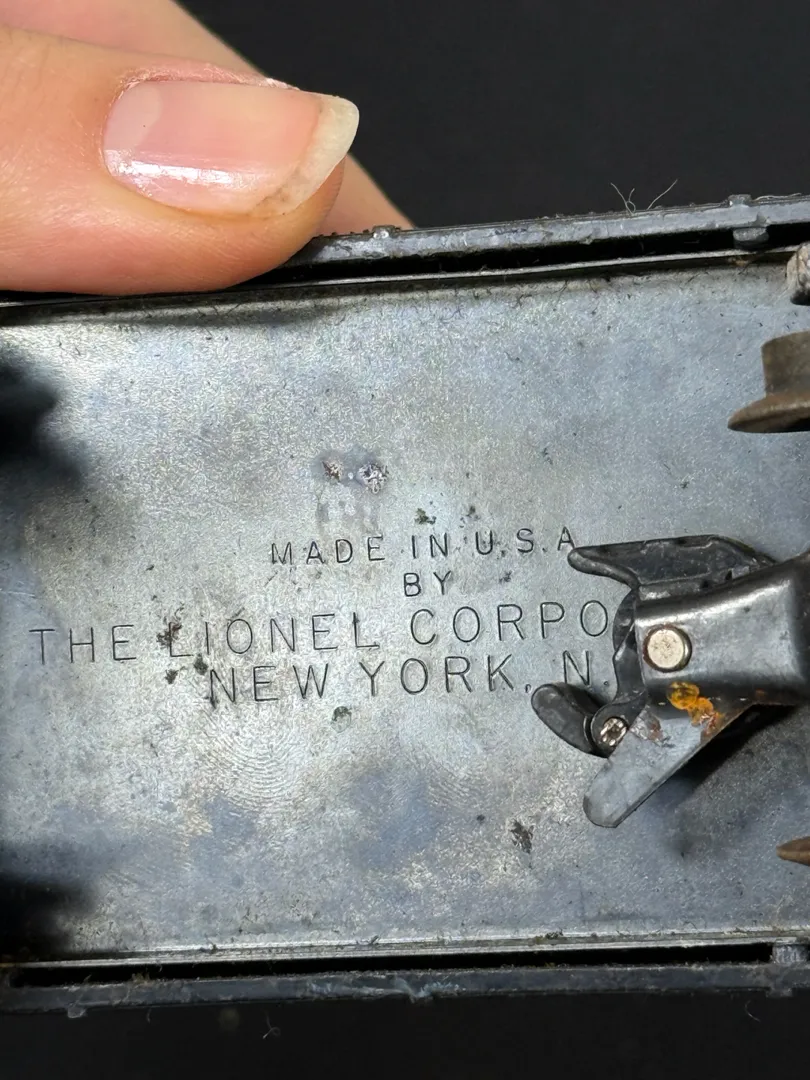 MADE IN U.S.A
BY
THE LIONEL CORPO
NEW YORK, N.